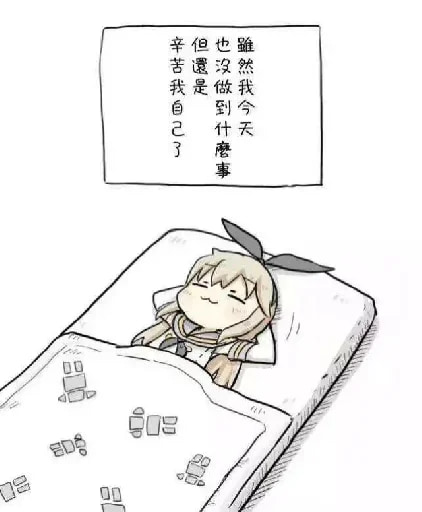 雖然我今天
也沒做到什麼事
但還是
辛苦我自己了